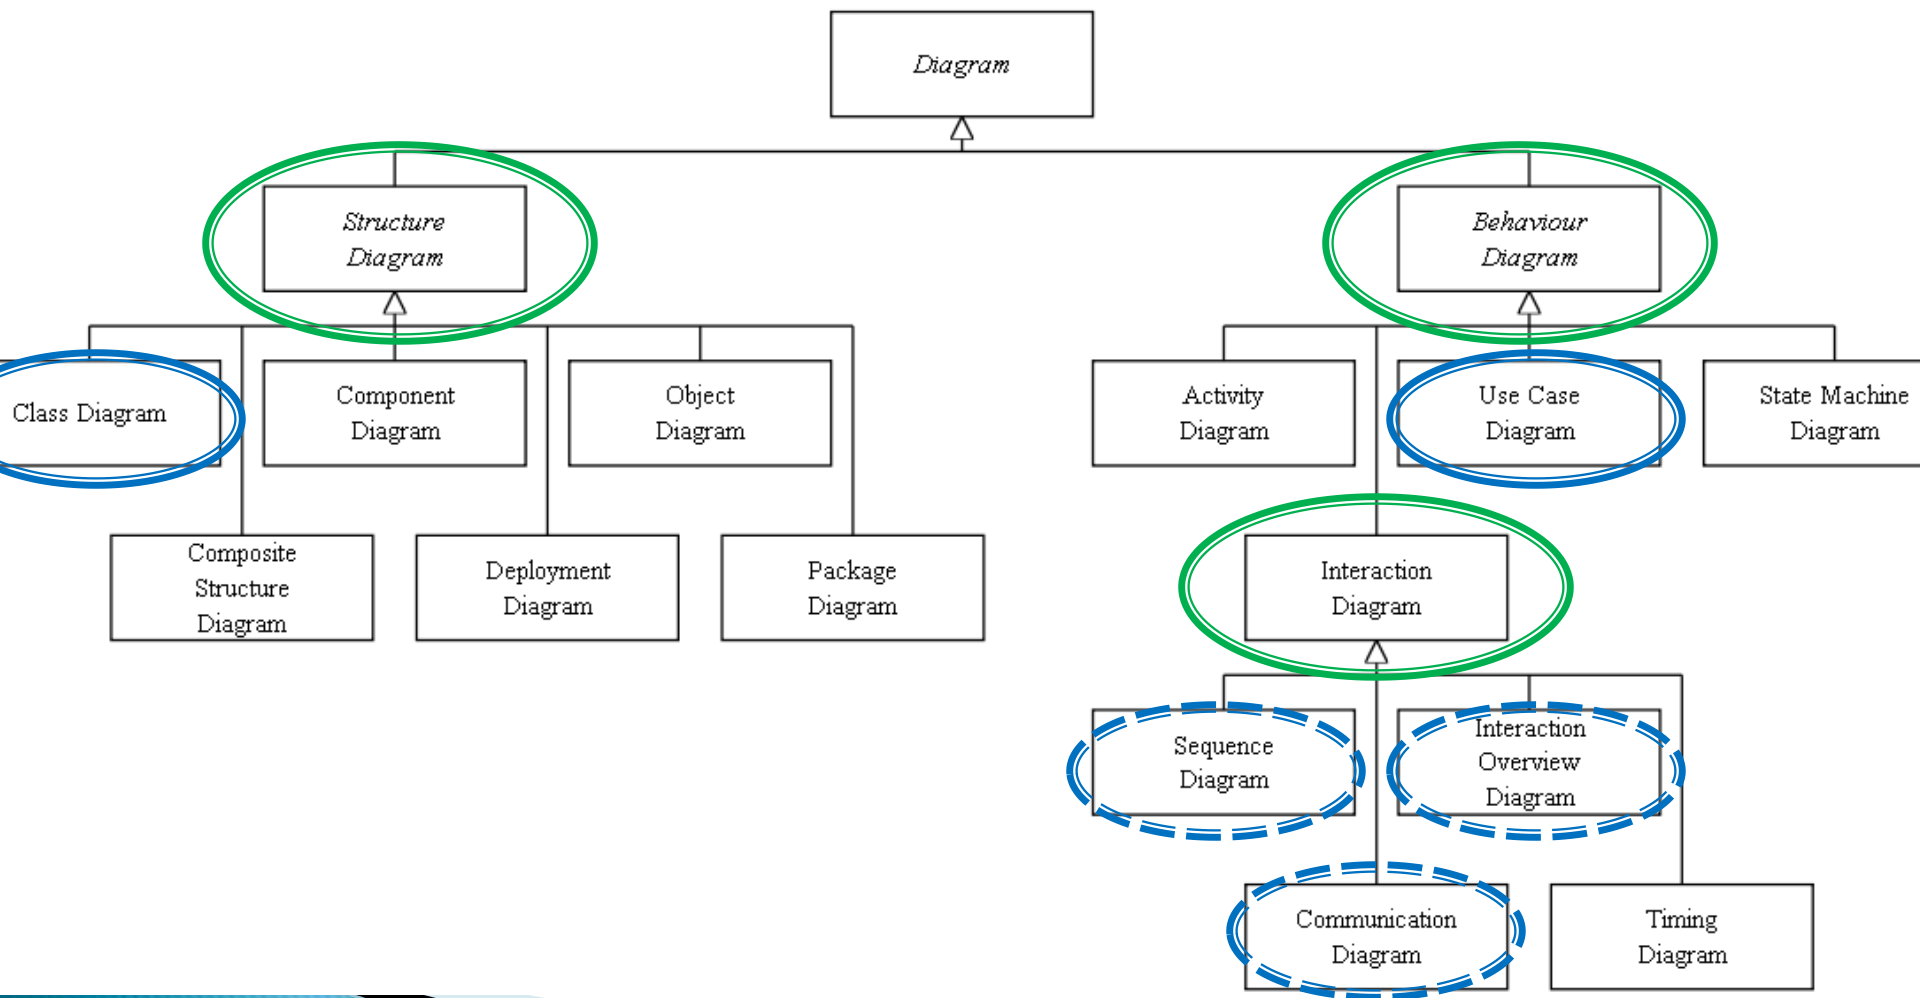 Diagram
Structure
Diagram
Behaviour
Diagram
Class Diagram
Component
Diagram
Object
Diagram
Activity
Diagram
Use Case
Diagram
State Machine
Diagram
Composite
Structure
Diagram
Deployment
Diagram
Package
Diagram
Interaction
Diagram
Sequence
Diagram
Interaction
Overview
Diagram
Communication
Diagram
Timing
Diagram